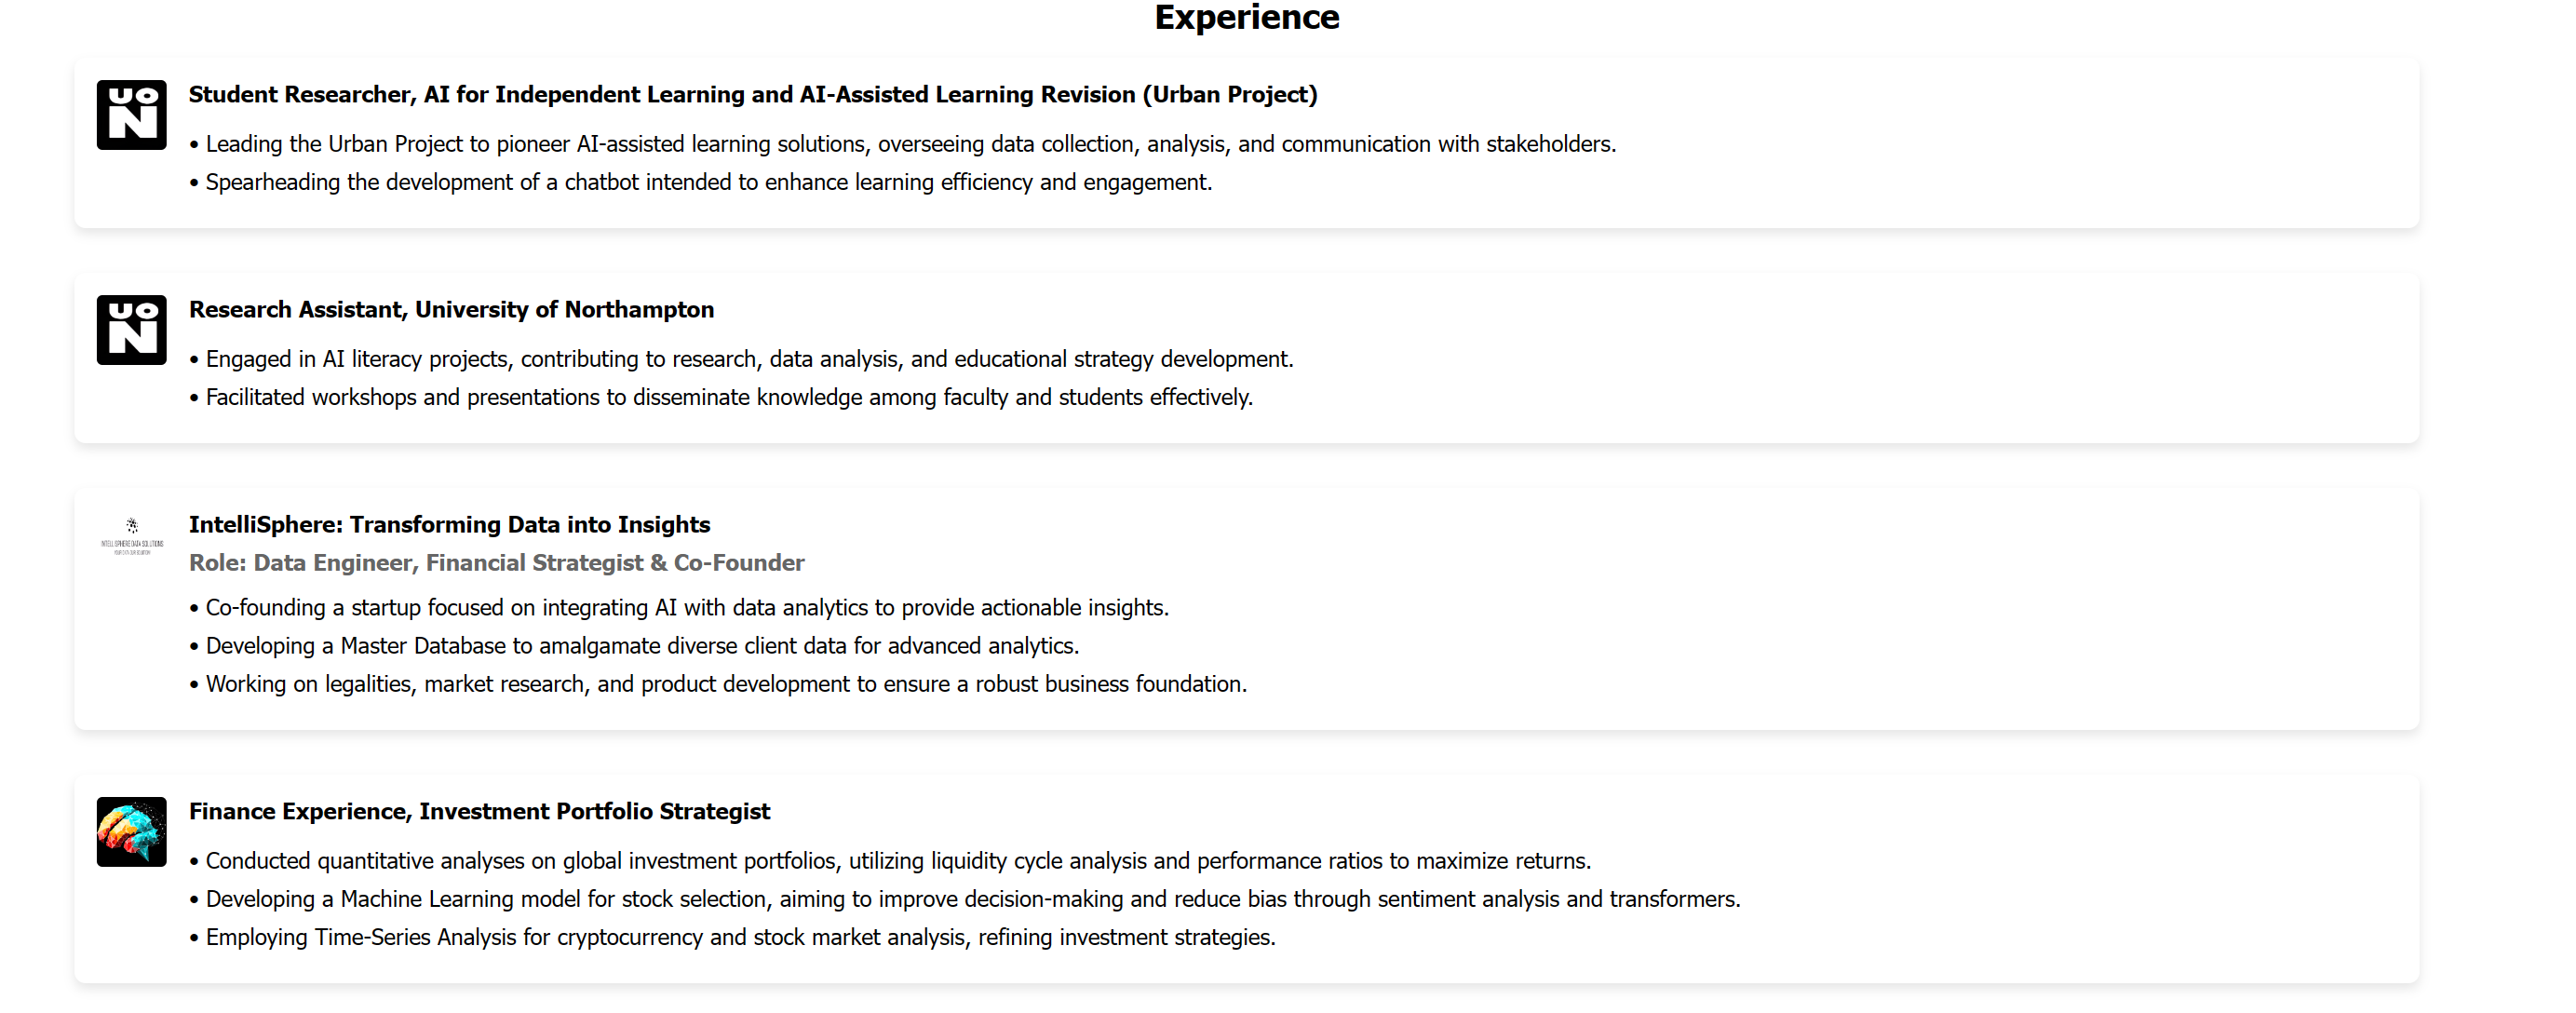 Experience
UON
Student Researcher, AI for Independent Learning and AI-Assisted Learning Revision (Urban Project)
• Leading the Urban Project to pioneer AI-assisted learning solutions, overseeing data collection, analysis, and communication with stakeholders.
• Spearheading the development of a chatbot intended to enhance learning efficiency and engagement.
UON
Research Assistant, University of Northampton
• Engaged in AI literacy projects, contributing to research, data analysis, and educational strategy development.
• Facilitated workshops and presentations to disseminate knowledge among faculty and students effectively.
INTELLISPHERE DATA SOLUTIONS
IntelliSphere: Transforming Data into Insights
Role: Data Engineer, Financial Strategist & Co-Founder
• Co-founding a startup focused on integrating AI with data analytics to provide actionable insights.
• Developing a Master Database to amalgamate diverse client data for advanced analytics.
• Working on legalities, market research, and product development to ensure a robust business foundation.
Finance Experience, Investment Portfolio Strategist
• Conducted quantitative analyses on global investment portfolios, utilizing liquidity cycle analysis and performance ratios to maximize returns.
• Developing a Machine Learning model for stock selection, aiming to improve decision-making and reduce bias through sentiment analysis and transformers.
• Employing Time-Series Analysis for cryptocurrency and stock market analysis, refining investment strategies.